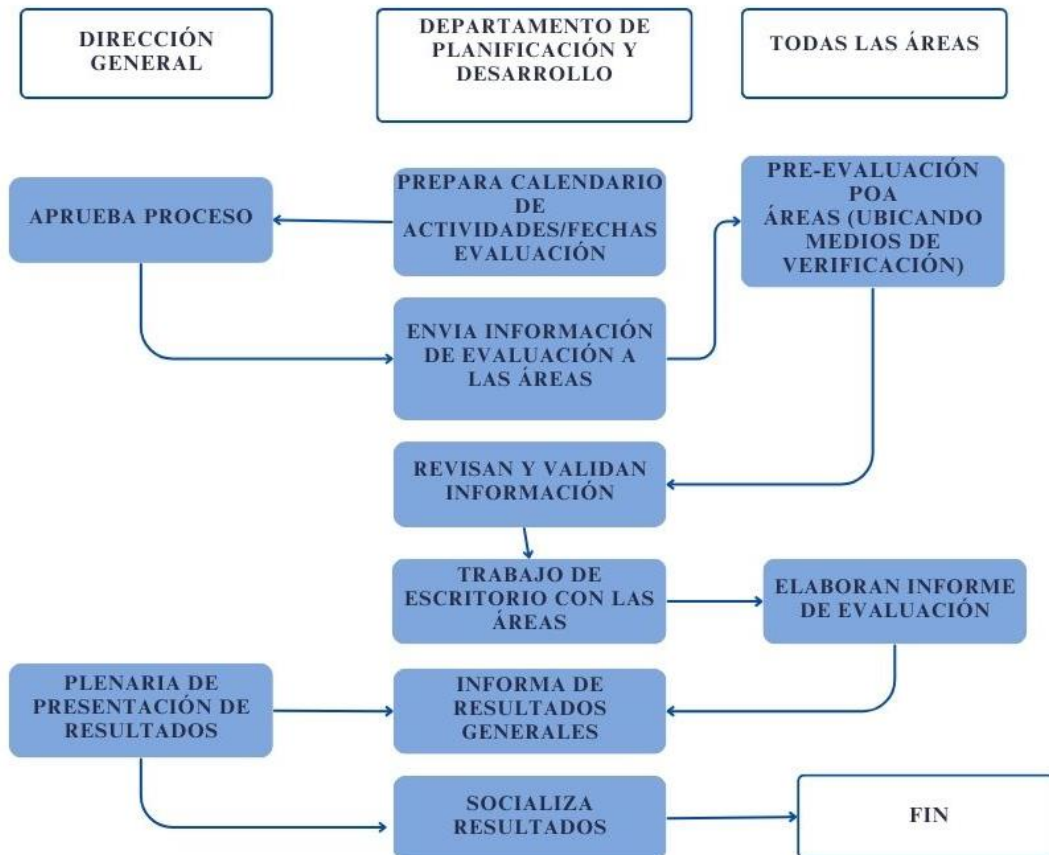 DIRECCIÓN
GENERAL
DEPARTAMENTO DE
PLANIFICACIÓN Y
DESARROLLO
TODAS LAS ÁREAS
APRUEBA PROCESO
PREPARA CALENDARIO
DE
ACTIVIDADES/FECHAS
EVALUACIÓN
PRE-EVALUACIÓN
POA
ÁREAS (UBICANDO
MEDIOS DE
VERIFICACIÓN)
ENVIA INFORMACIÓN
DE EVALUACIÓN A
LAS ÁREAS
REVISAN Y VALIDAN
INFORMACIÓN
TRABAJO DE
ESCRITORIO CON LAS
ÁREAS
ELABORAN INFORME
DE EVALUACIÓN
PLENARIA DE
PRESENTACIÓN DE
RESULTADOS
INFORMA DE
RESULTADOS
GENERALES
SOCIALIZA
RESULTADOS
FIN